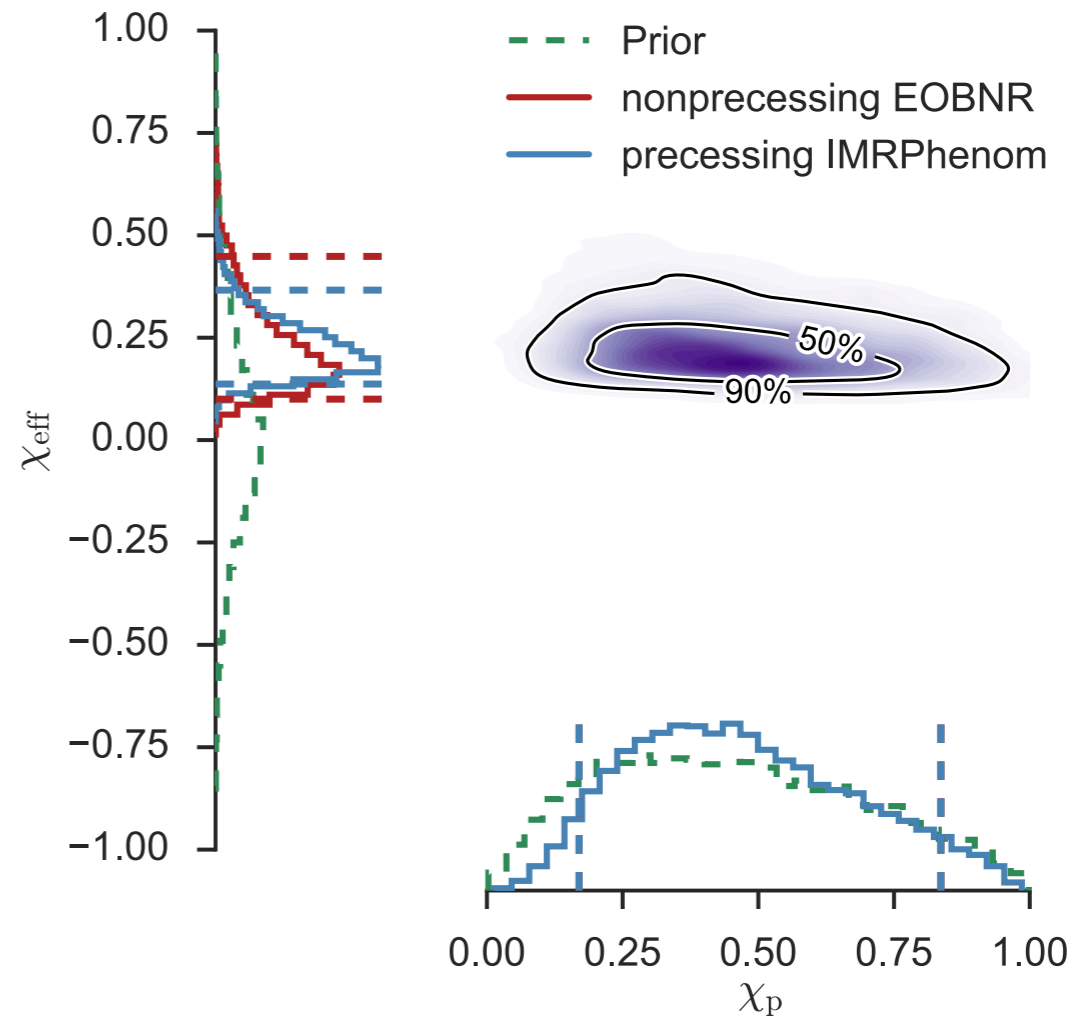 Prior
nonprecessing EOBNR
precessing IMRPhenom
1.00
0.75
0.50
0.25
0.00
−0.25
−0.50
−0.75
−1.00
χeff
50%
90%
0.00 0.25 0.50 0.75 1.00
χp